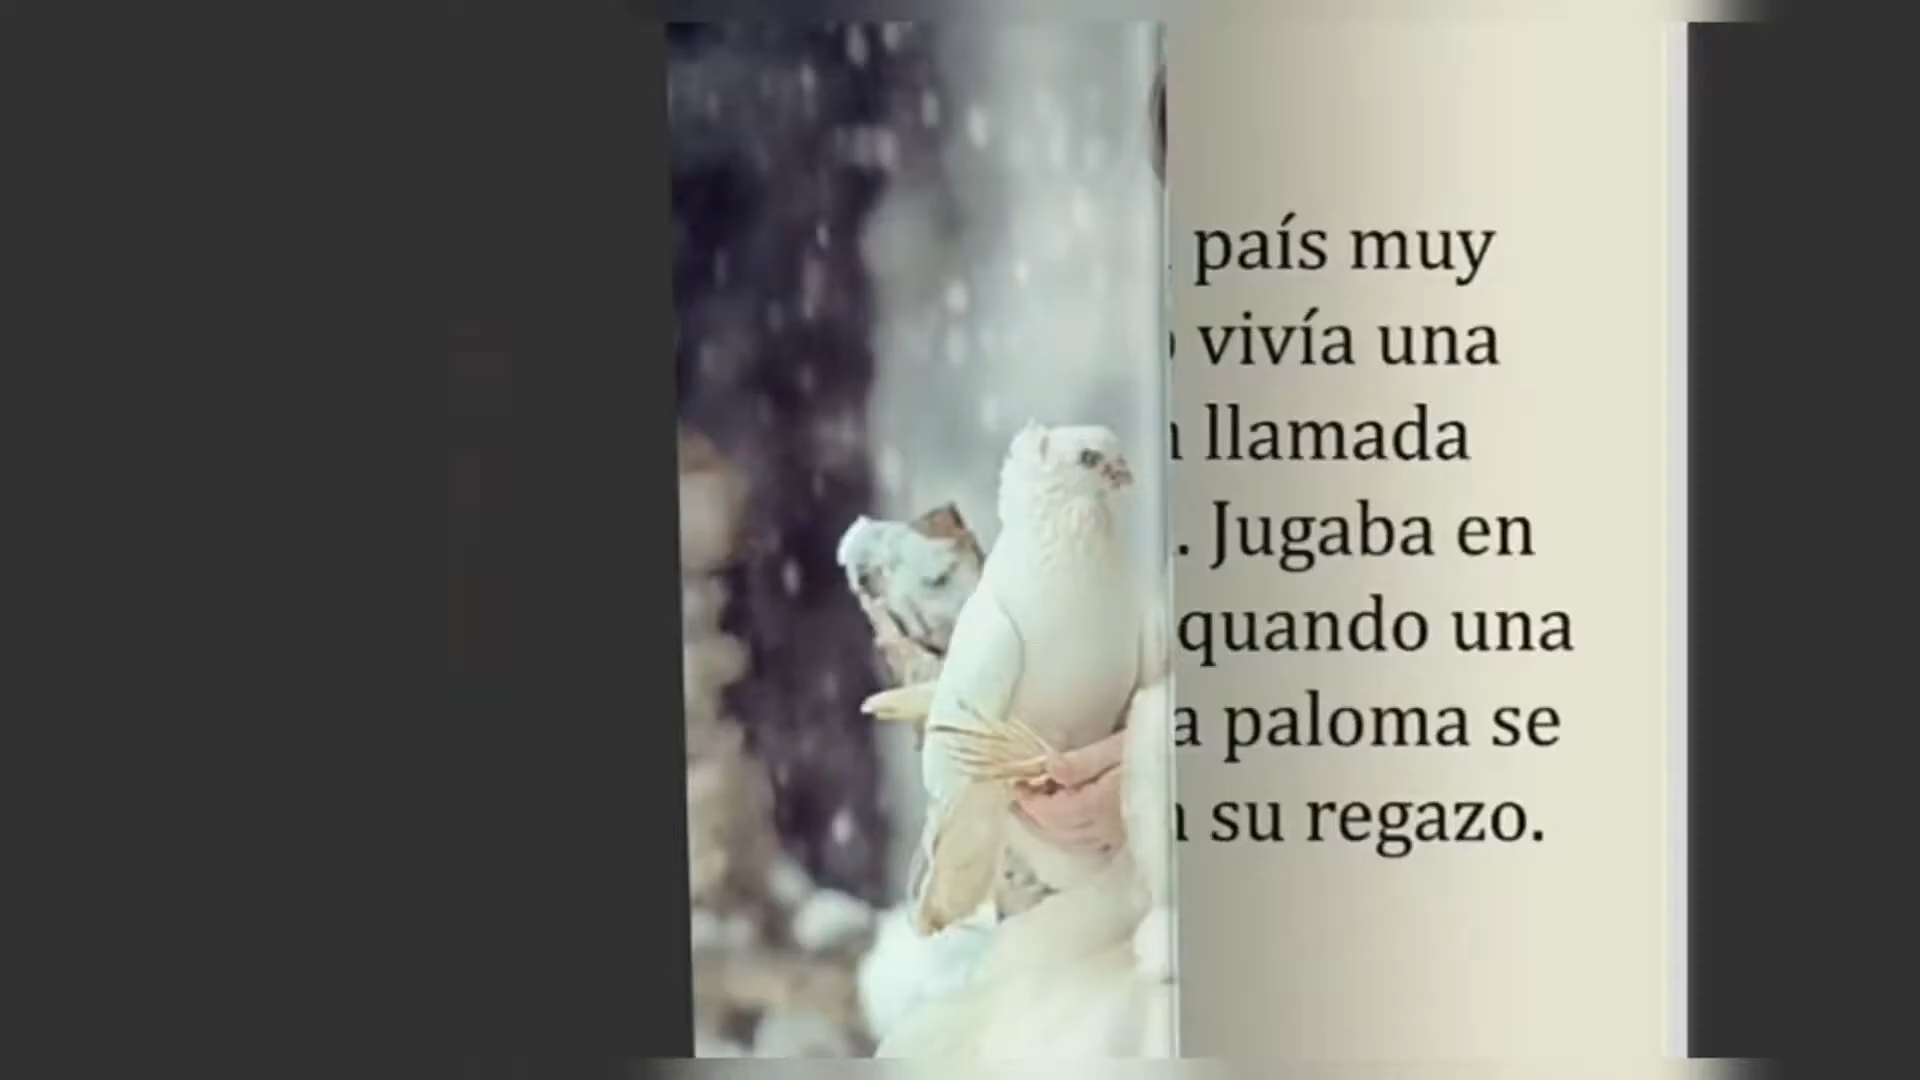 país muy
vivía una
llamada
. Jugaba en
quando una
a paloma se
su regazo.